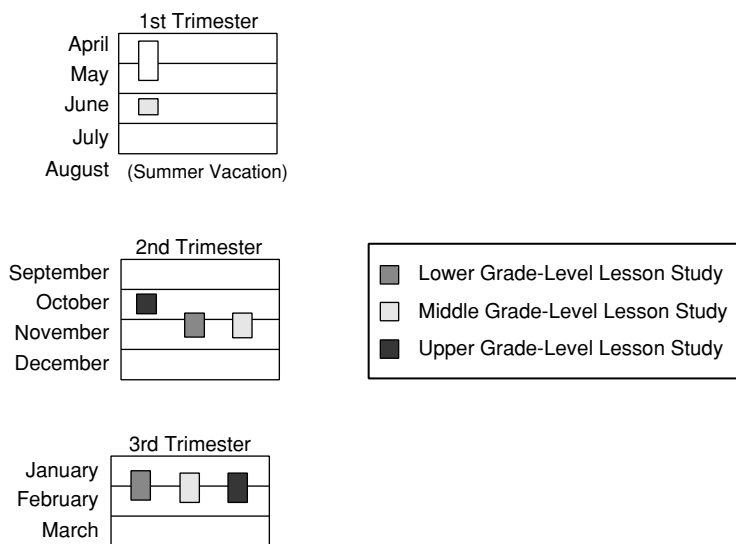 1st Trimester
April
May
June
July
August (Summer Vacation)
2nd Trimester
September
October
November
December
Lower Grade-Level Lesson Study
Middle Grade-Level Lesson Study
Upper Grade-Level Lesson Study
3rd Trimester
January
February
March